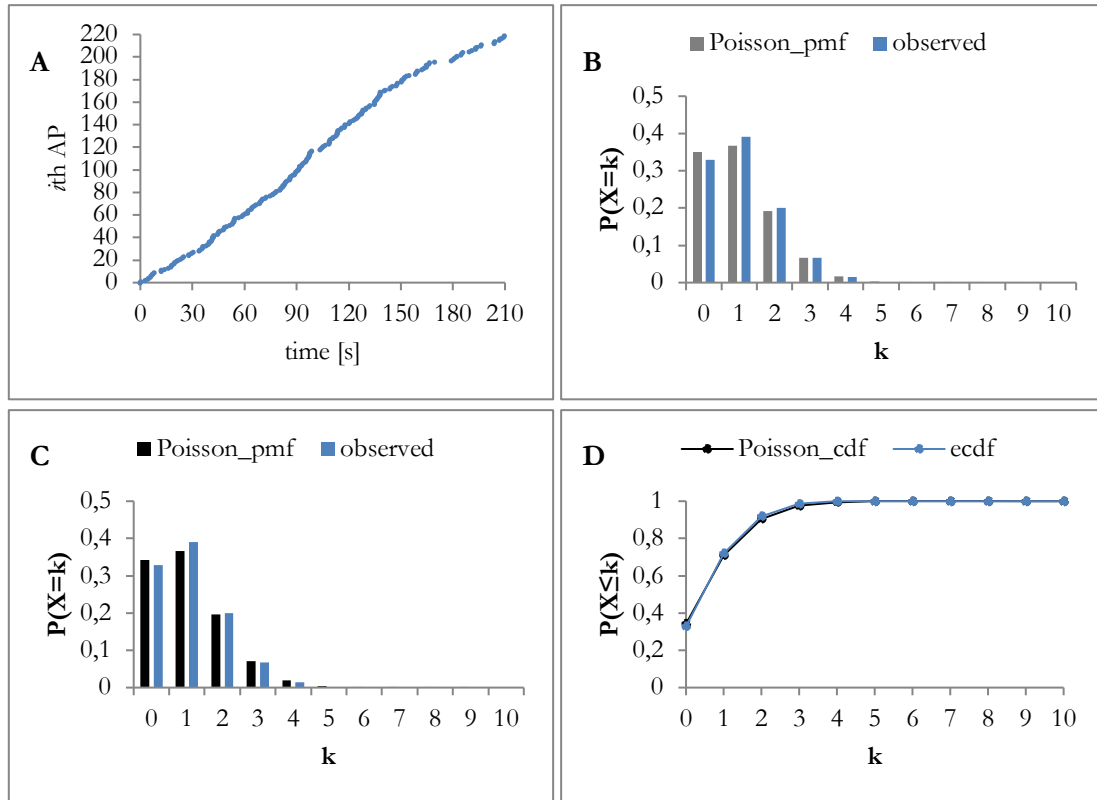 A
220
200
180
160
140
120
100
80
60
40
20
0
ith AP
0 30 60 90 120 150 180 210
time [s]
B
Poisson_pmf observed
0,5
0,4
0,3
0,2
0,1
0
P(X=k)
0 1 2 3 4 5 6 7 8 9 10
k
C
Poisson_pmf observed
0,5
0,4
0,3
0,2
0,1
0
P(X=k)
0 1 2 3 4 5 6 7 8 9 10
k
D
Poisson_cdf ecdf
1
0,8
0,6
0,4
0,2
0
P(X≤k)
0 1 2 3 4 5 6 7 8 9 10
k